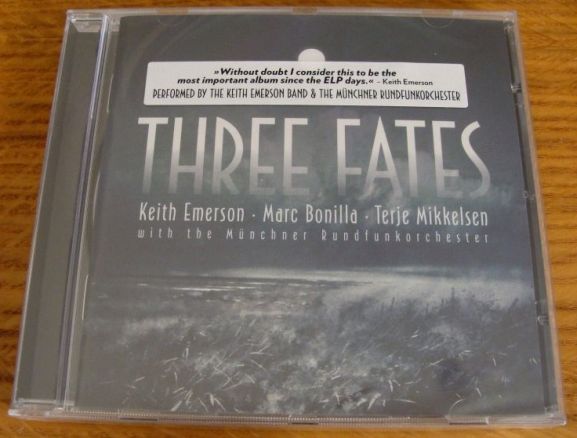 »Without doubt I consider this to be the
most important album since the ELP days.« – Keith Emerson
PERFORMED BY THE KEITH EMERSON BAND & THE MÜNCHNER RUNDFUNKORCHESTER
THREE FATES
Keith Emerson · Marc Bonilla · Terje Mikkelsen
with the Münchner Rundfunkorchester